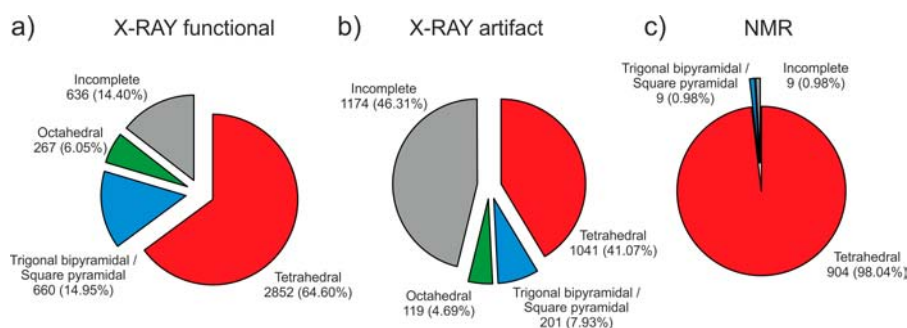 a) X-RAY functional
Incomplete
636 (14.40%)
Octahedral
267 (6.05%)
Trigonal bipyramidal /
Square pyramidal
660 (14.95%)
Tetrahedral
2852 (64.60%)
b) X-RAY artifact
Incomplete
1174 (46.31%)
Tetrahedral
1041 (41.07%)
Octahedral
119 (4.69%)
Trigonal bipyramidal /
Square pyramidal
201 (7.93%)
c) NMR
Trigonal bipyramidal /
Square pyramidal
9 (0.98%)
Incomplete
9 (0.98%)
Tetrahedral
904 (98.04%)